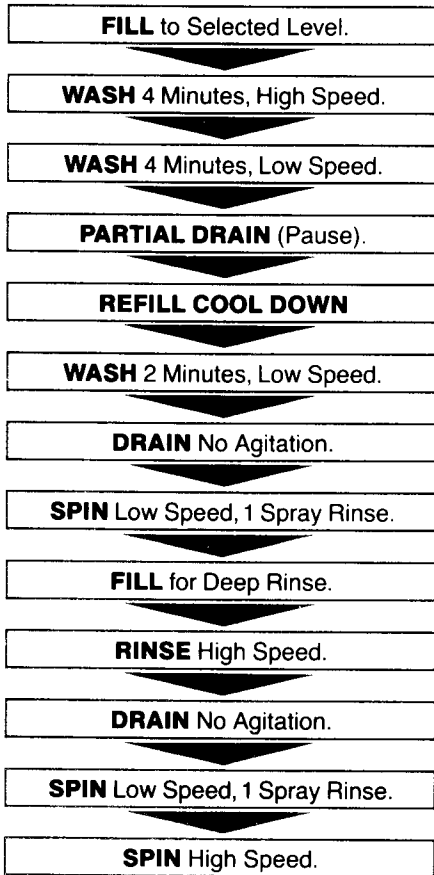 FILL to Selected Level.
WASH 4 Minutes, High Speed.
WASH 4 Minutes, Low Speed.
PARTIAL DRAIN (Pause).
REFILL COOL DOWN
WASH 2 Minutes, Low Speed.
DRAIN No Agitation.
SPIN Low Speed, 1 Spray Rinse.
FILL for Deep Rinse.
RINSE High Speed.
DRAIN No Agitation.
SPIN Low Speed, 1 Spray Rinse.
SPIN High Speed.